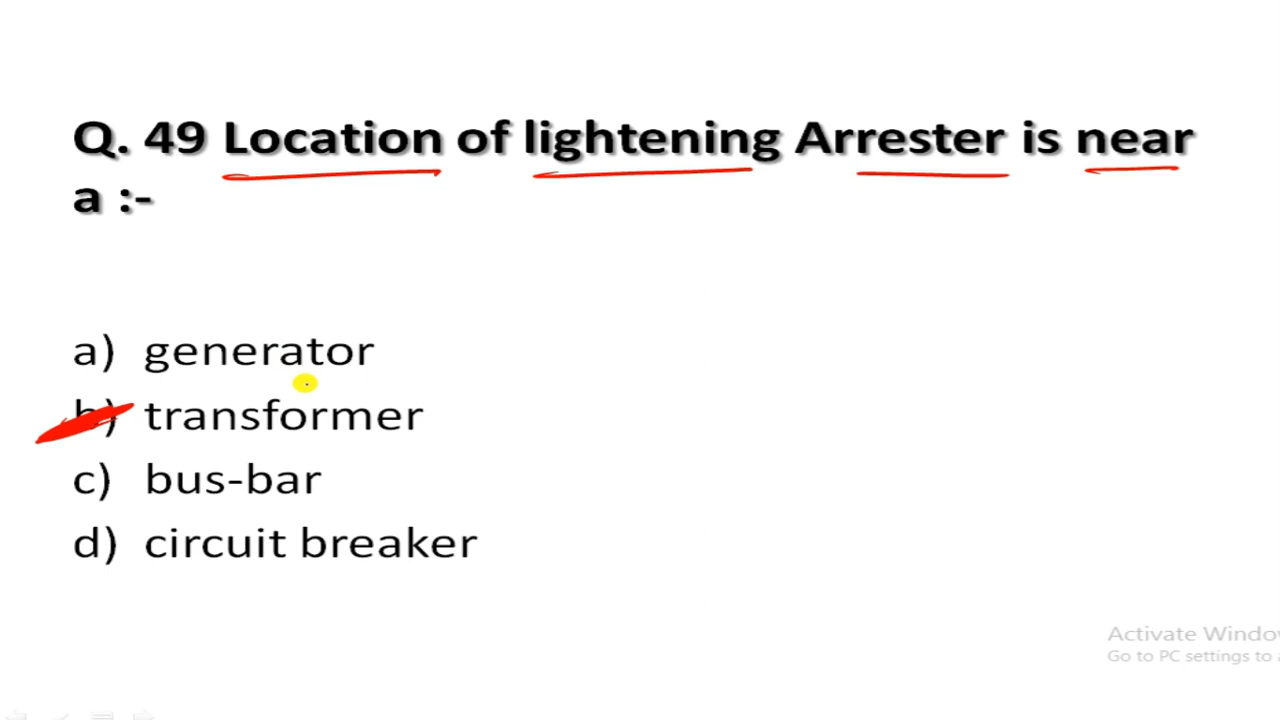 Q. 49 Location of lightening Arrester is near
a :-
a) generator
b) transformer
c) bus-bar
d) circuit breaker
Activate Windo
Go to PC settings to a